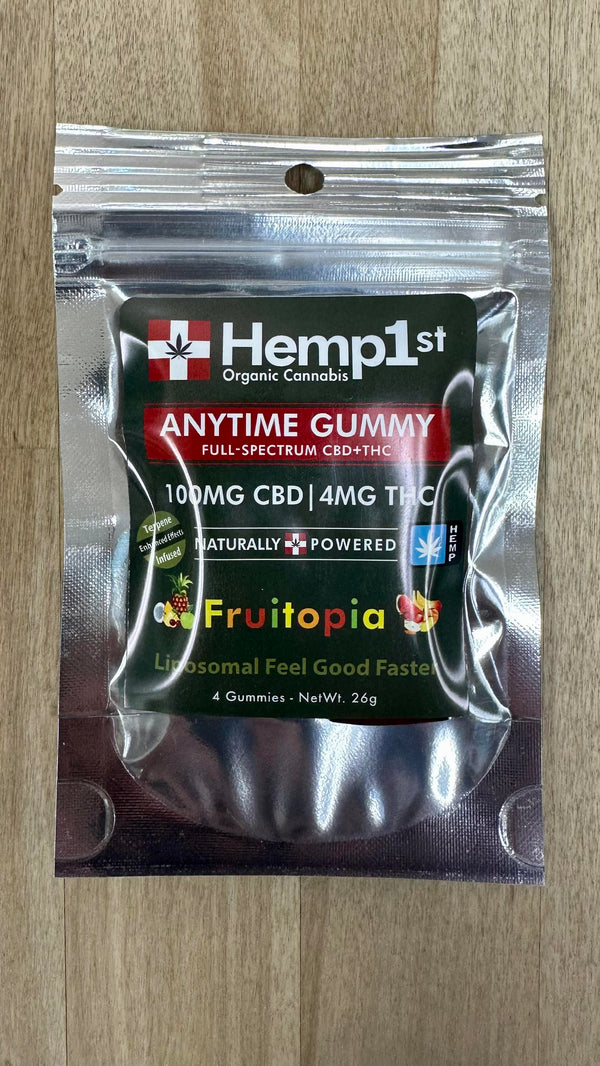 Hemp1st
Organic Cannabis
ANYTIME GUMMY
FULL-SPECTRUM CBD+THC
100MG CBD | 4MG THC
Terpene
Enhanced Effects
Infused
NATURALLY POWERED
HEMP
Fruitopia
Liposomal Feel Good Faster
4 Gummies - NetWt. 26g